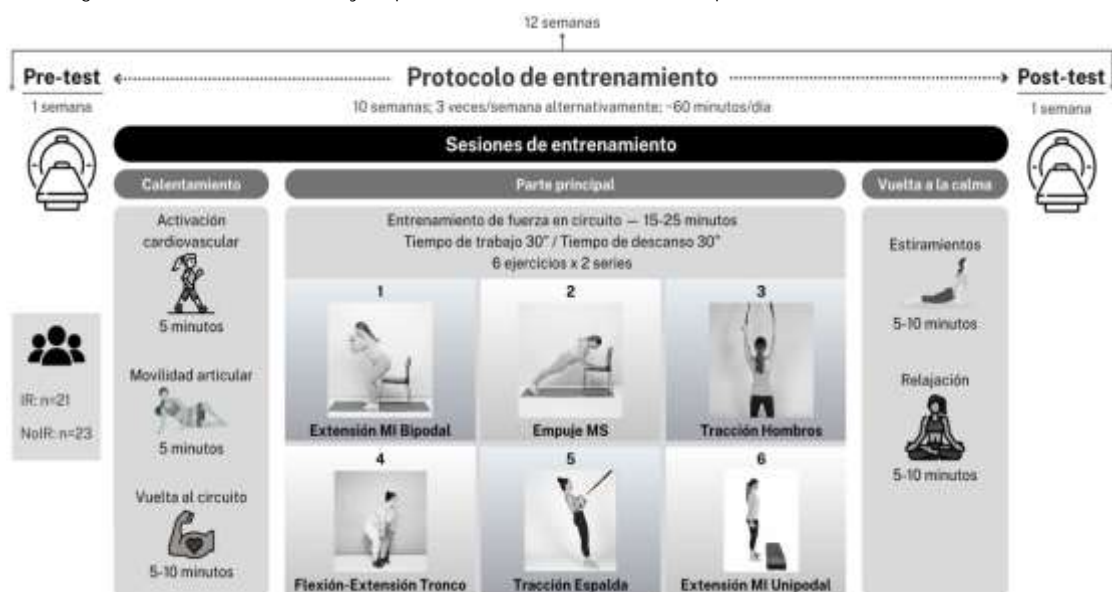 12 semanas
Pre-test
Protocolo de entrenamiento
Post-test
1 semana
10 semanas; 3 veces/semana alternativamente; ~60 minutos/día
1 semana
Sesiones de entrenamiento
Calentamiento
Parte principal
Vuelta a la calma
Activación
cardiovascular
5 minutos
Movilidad articular
5 minutos
Vuelta al circuito
5-10 minutos
Entrenamiento de fuerza en circuito — 15-25 minutos
Tiempo de trabajo 30" / Tiempo de descanso 30"
6 ejercicios x 2 series
1
2
3
Extensión MI Bipodal
Empuje MS
Tracción Hombros
4
5
6
Flexión-Extensión Tronco
Tracción Espalda
Extensión MI Unipodal
Estiramientos
5-10 minutos
Relajación
5-10 minutos
IR: n=21
NoIR: n=23